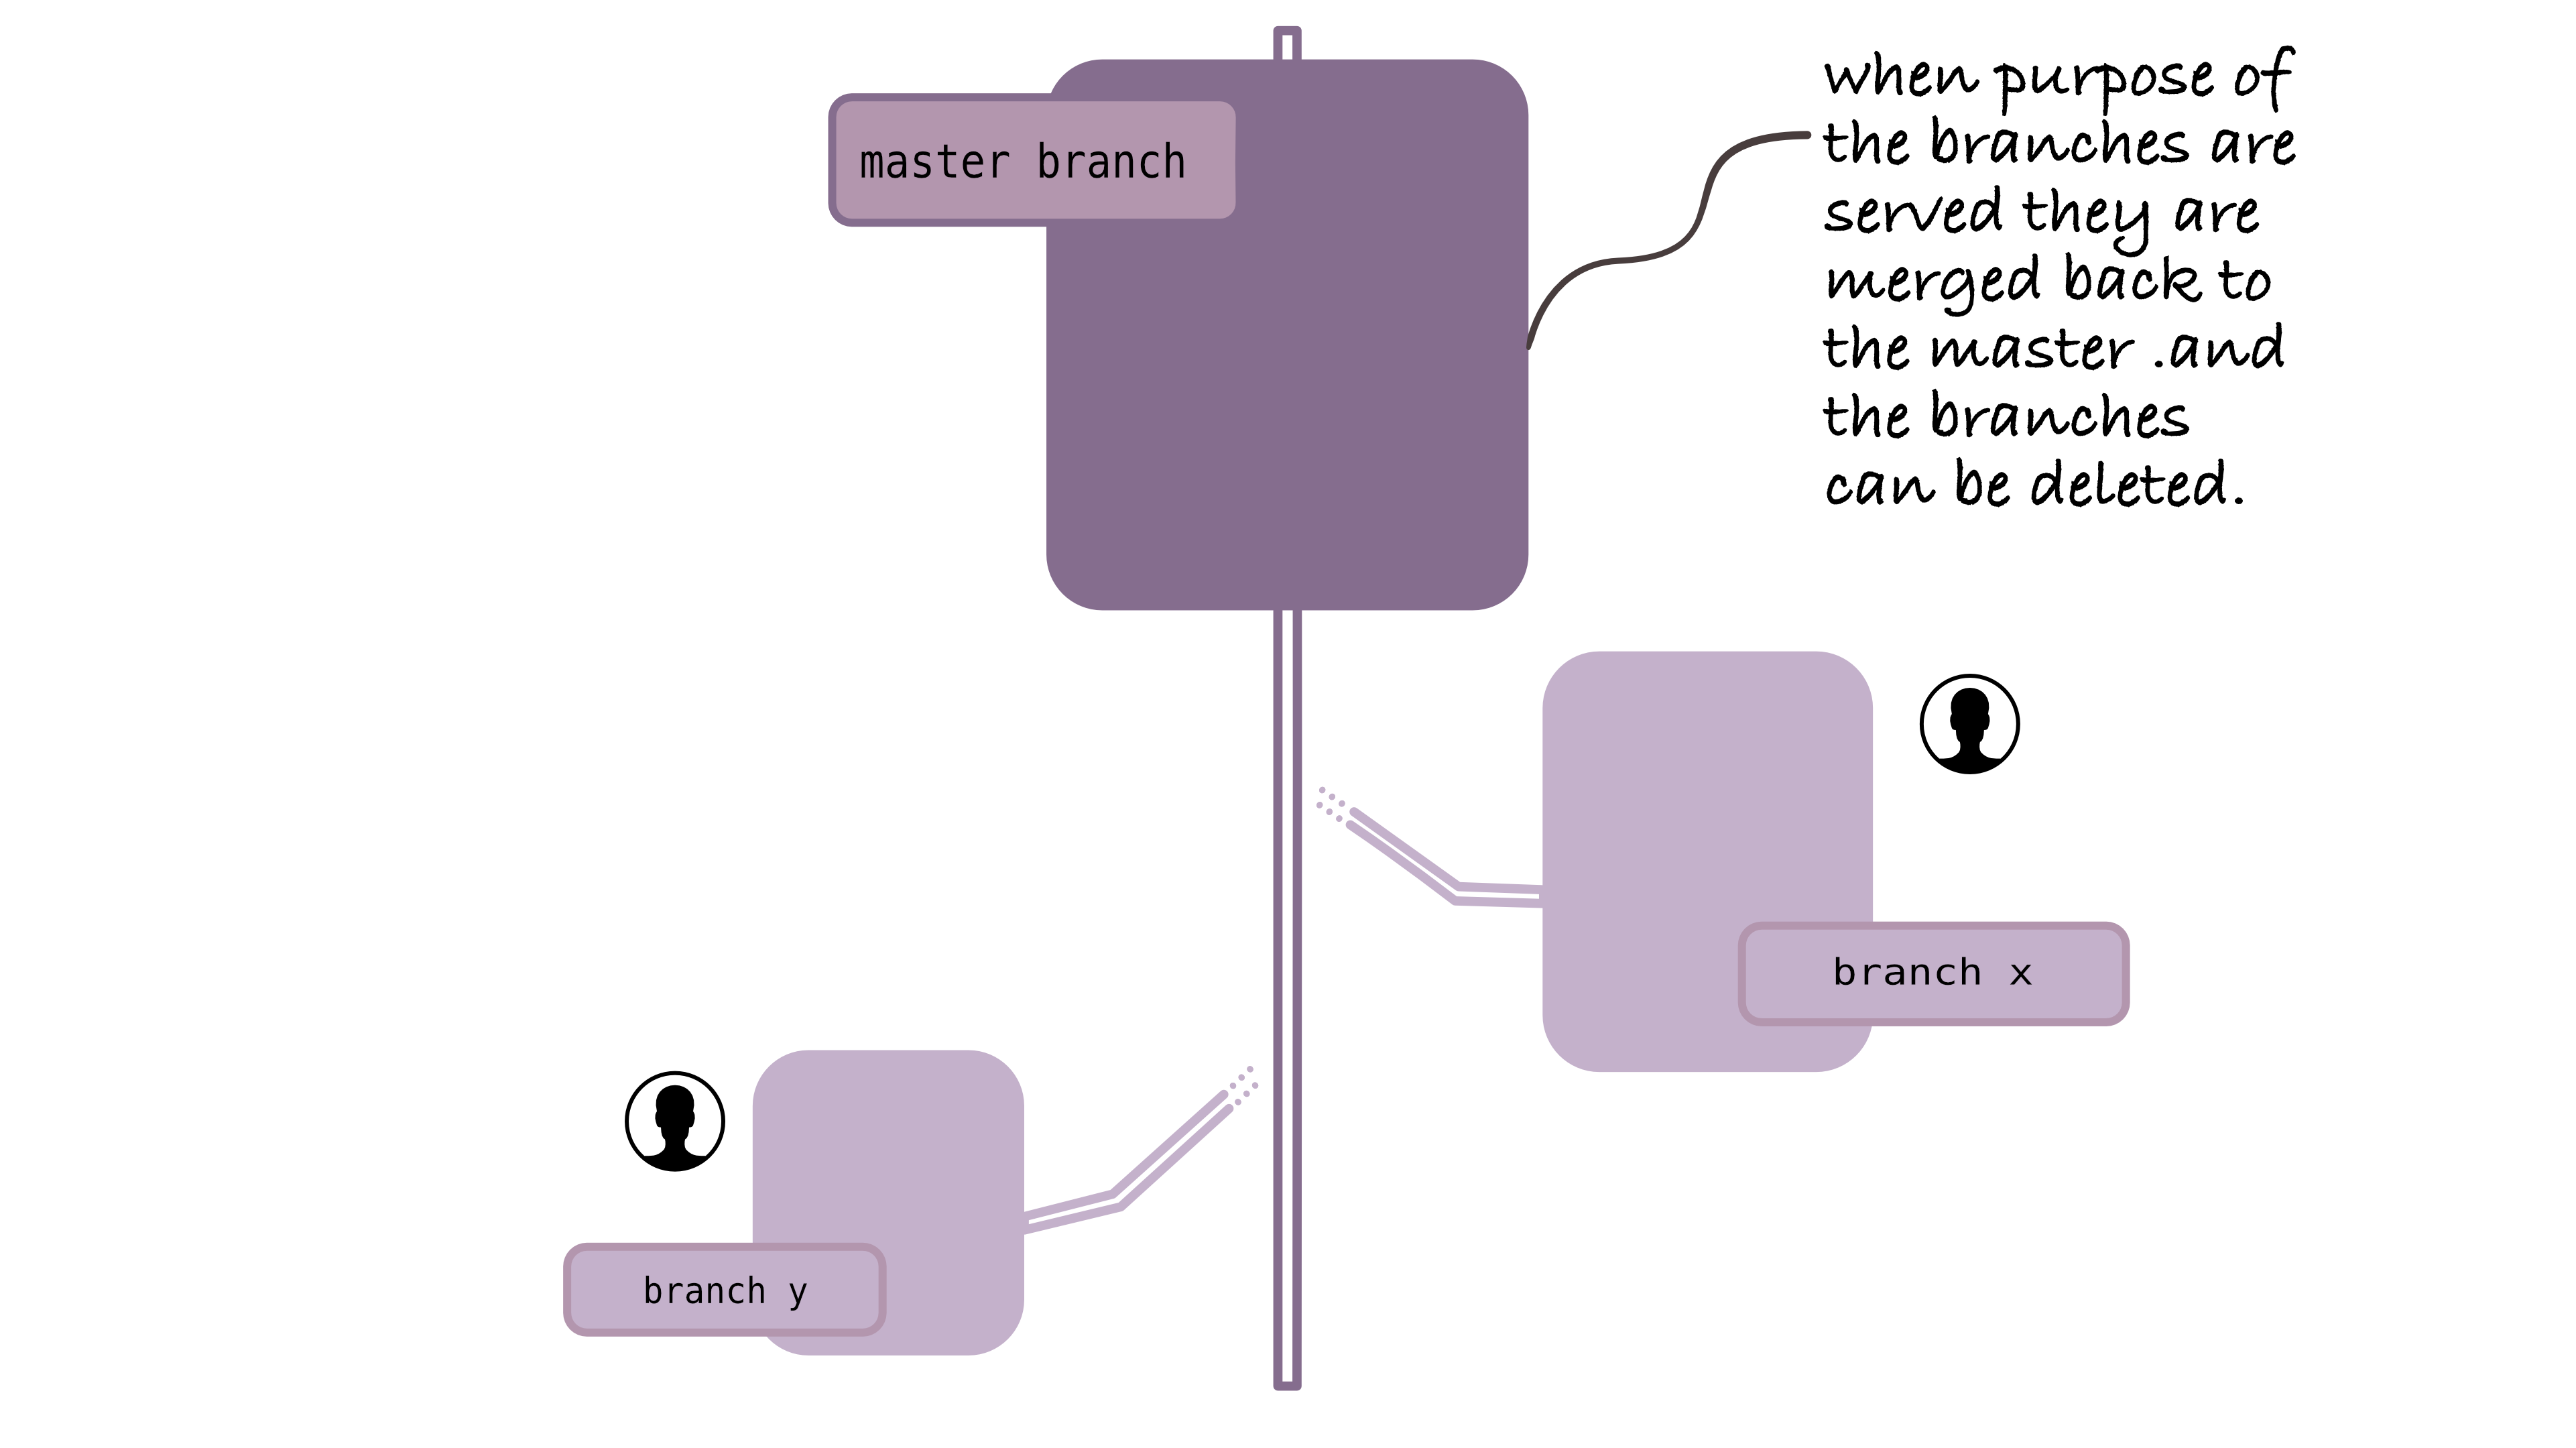 master branch
when purpose of
the branches are
served they are
merged back to
the master .and
the branches
can be deleted.
branch x
branch y